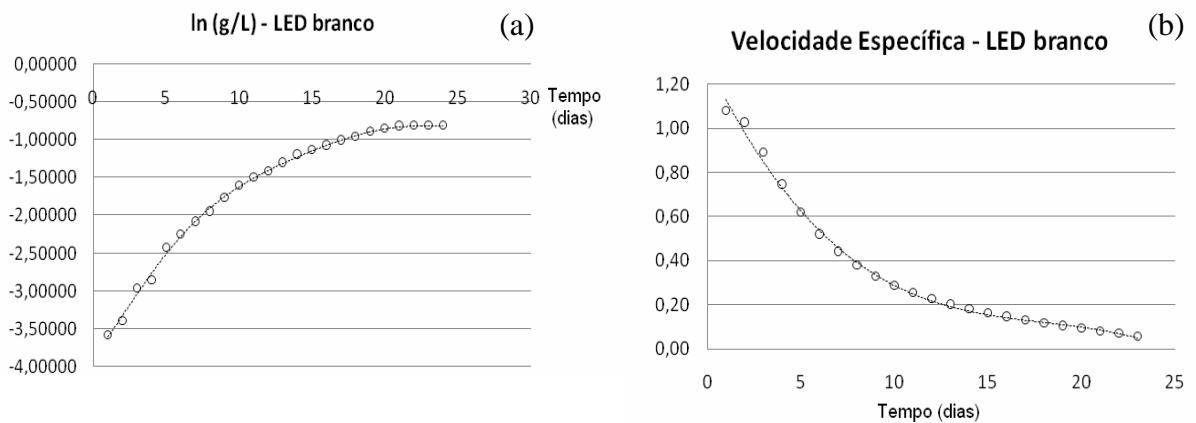 ln (g/L) - LED branco
(a)
0,00000
-0,50000
-1,00000
-1,50000
-2,00000
-2,50000
-3,00000
-3,50000
-4,00000
0 5 10 15 20 25 30
Tempo
(dias)
(b)
Velocidade Específica - LED branco
1,20
1,00
0,80
0,60
0,40
0,20
0,00
0 5 10 15 20 25
Tempo (dias)